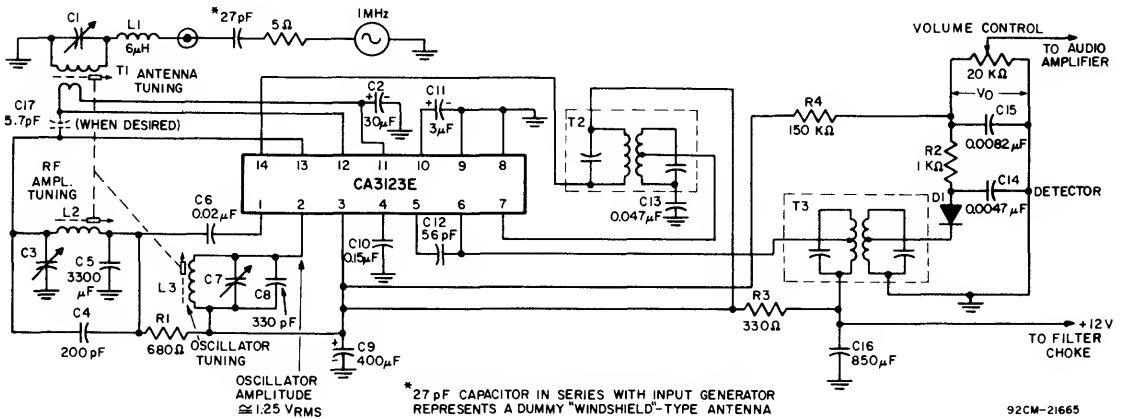 *27pF
1MHz
C1
L1
6μH
5Ω
T1
ANTENNA
TUNING
C17
5.7pF
(WHEN DESIRED)
C2
30μF
C11
3μF
VOLUME CONTROL
TO AUDIO
AMPLIFIER
20 KΩ
VO
C15
0.0082μF
R4
150 KΩ
R2
1 KΩ
C14
0.0047μF
DETECTOR
D1
T2
C13
0.047μF
T3
14 13 12 11 10 9 8
CA3123E
1 2 3 4 5 6 7
RF
AMPL.
TUNING
L2
C6
0.02μF
C3
C5
3300
μF
C4
200pF
R1
680Ω
L3
C7
C8
330 pF
OSCILLATOR
TUNING
C10
0.15μF
C12
56 pF
C9
400μF
OSCILLATOR
AMPLITUDE
≅1.25 VRMS
R3
330Ω
C16
850μF
+12V
TO FILTER
CHOKE
*27 pF CAPACITOR IN SERIES WITH INPUT GENERATOR
REPRESENTS A DUMMY "WINDSHIELD"-TYPE ANTENNA
92CM-21665